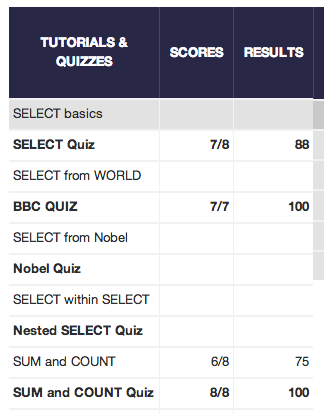 TUTORIALS &
QUIZZES
SCORES
RESULTS
SELECT basics
SELECT Quiz 7/8 88
SELECT from WORLD
BBC QUIZ 7/7 100
SELECT from Nobel
Nobel Quiz
SELECT within SELECT
Nested SELECT Quiz
SUM and COUNT 6/8 75
SUM and COUNT Quiz 8/8 100